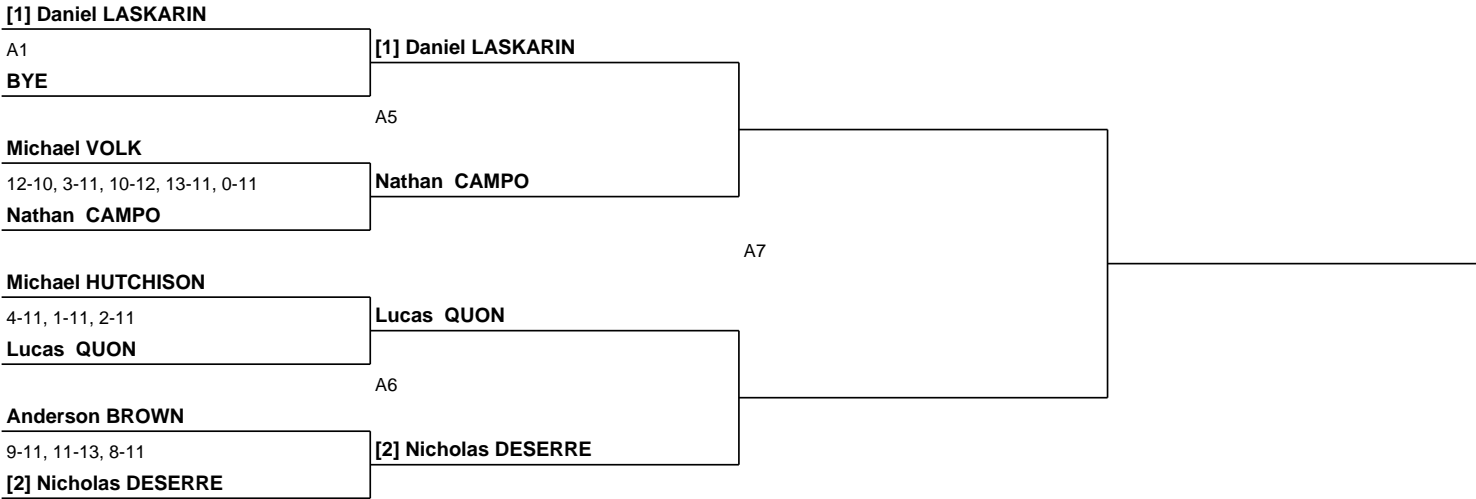 [1] Daniel LASKARIN
A1
BYE
[1] Daniel LASKARIN
A5
Michael VOLK
12-10, 3-11, 10-12, 13-11, 0-11
Nathan CAMPO
Nathan CAMPO
A7
Michael HUTCHISON
4-11, 1-11, 2-11
Lucas QUON
Lucas QUON
A6
Anderson BROWN
9-11, 11-13, 8-11
[2] Nicholas DESERRE
[2] Nicholas DESERRE